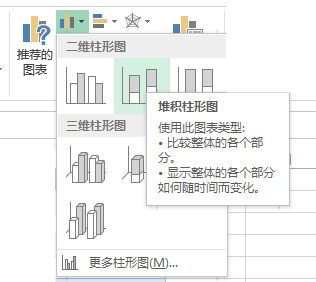 推荐的
图表
二维柱形图
堆积柱形图
使用此图表类型:
• 比较整体的各个部
分。
• 显示整体的各个部分
如何随时间而变化。
三维柱形图
更多柱形图(M)...